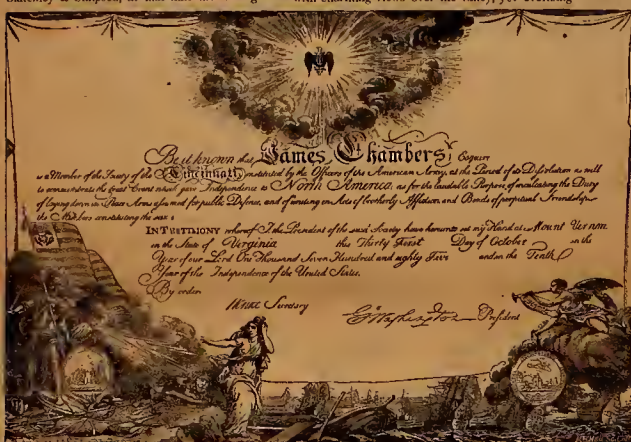 Be it known that James Chambers, Esquire
is a Member of the Society of the Cincinnati, instituted by the Officers of the American Army, at the Period of its Dissolution, as well
to commemorate the great Event which gave Independence to North America, as for the laudable Purpose of inculcating the Duty
of laying down in Peace Arms assumed for public Defence, and of uniting in Acts of brotherly Affection and Bonds of perpetual Friendship
the Members constituting the same.
IN TESTIMONY whereof I, the President of the said Society have hereunto set my Hand at Mount Vernon
in the State of Virginia this Thirty First Day of October in the
Year of our Lord One Thousand Seven Hundred and eighty Five and in the Tenth
Year of the Independence of the United States.
By order
HKnox Secretary
GWashington President